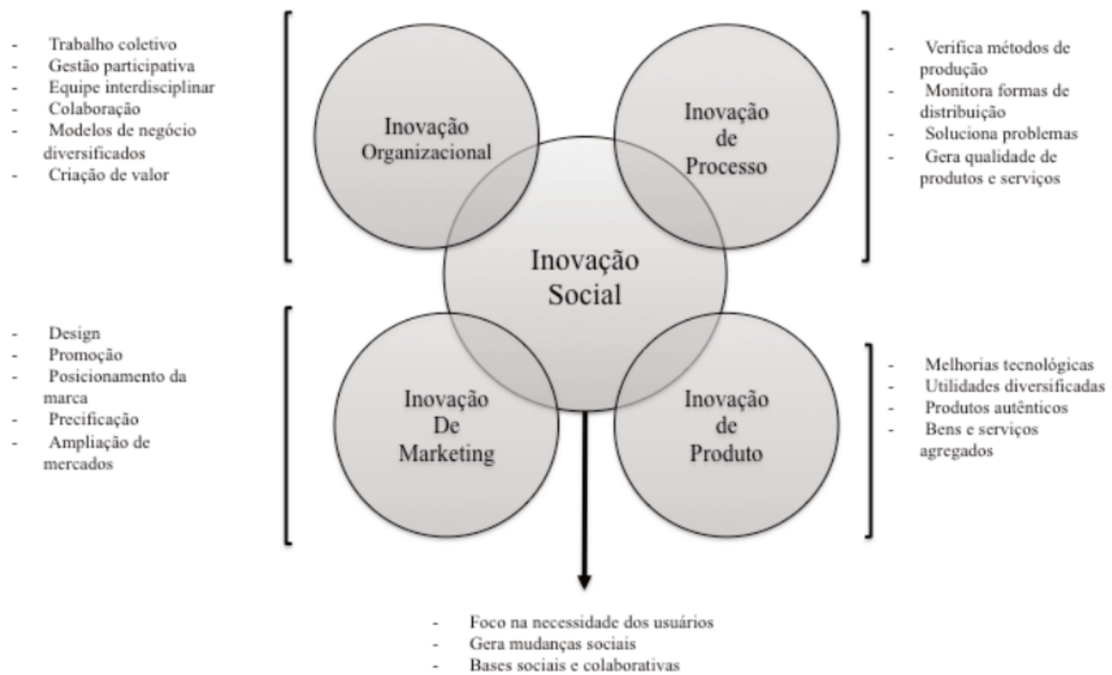 - Trabalho coletivo
- Gestão participativa
- Equipe interdisciplinar
- Colaboração
- Modelos de negócio
diversificados
- Criação de valor
Inovação
Organizacional
Inovação
de
Processo
- Verifica métodos de
produção
- Monitora formas de
distribuição
- Soluciona problemas
- Gera qualidade de
produtos e serviços
Inovação
Social
- Design
- Promoção
- Posicionamento da
marca
- Precificação
- Ampliação de
mercados
Inovação
De
Marketing
Inovação
de
Produto
- Melhorias tecnológicas
- Utilidades diversificadas
- Produtos autênticos
- Bens e serviços
agregados
- Foco na necessidade dos usuários
- Gera mudanças sociais
- Bases sociais e colaborativas